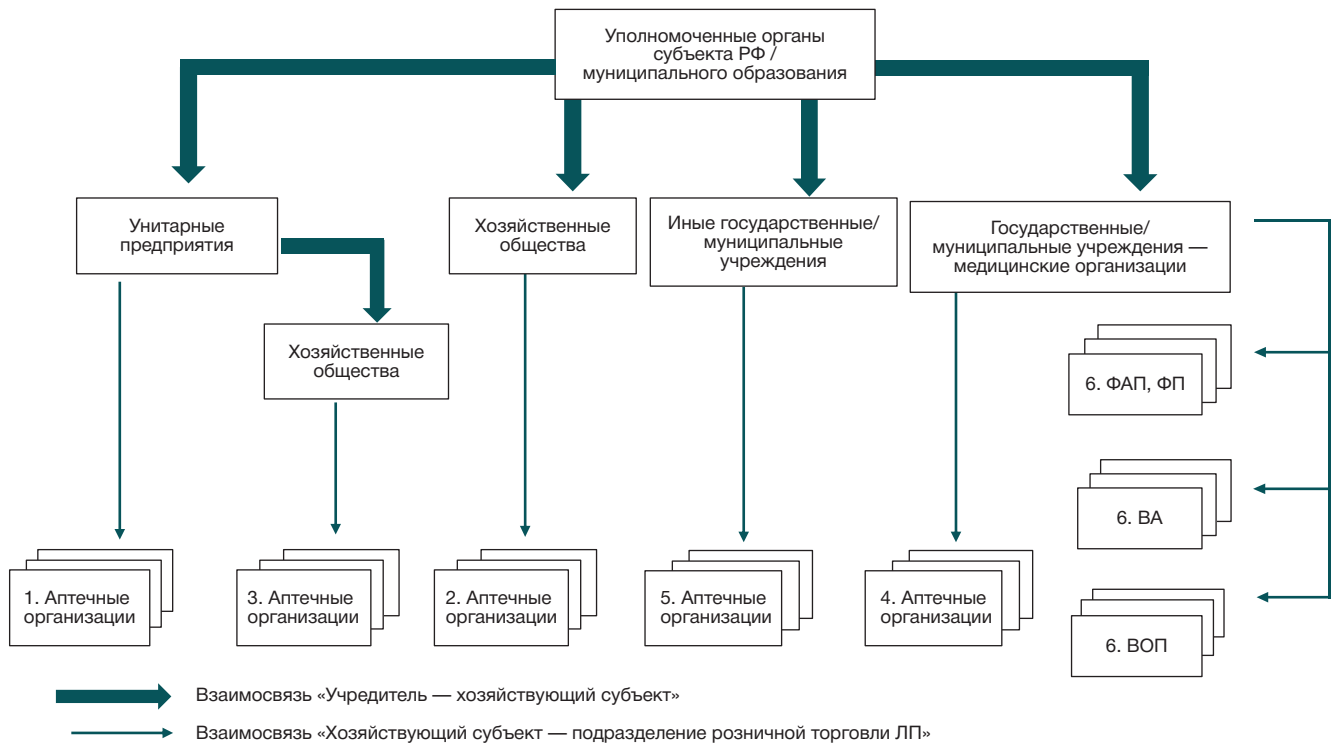 Уполномоченные органы
субъекта РФ /
муниципального образования
Унитарные
предприятия
Хозяйственные
общества
Иные государственные/
муниципальные
учреждения
Государственные/
муниципальные учреждения —
медицинские организации
Хозяйственные
общества
6. ФАП, ФП
6. ВА
6. ВОП
1. Аптечные
организации
3. Аптечные
организации
2. Аптечные
организации
5. Аптечные
организации
4. Аптечные
организации
Взаимосвязь «Учредитель — хозяйствующий субъект»
Взаимосвязь «Хозяйствующий субъект — подразделение розничной торговли ЛП»